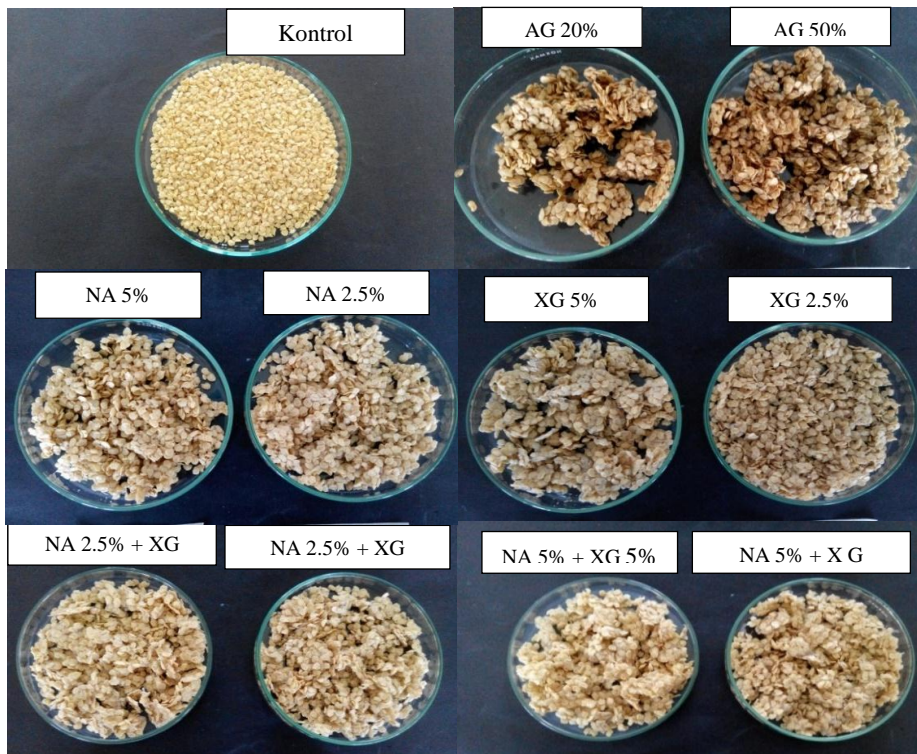 Kontrol
AG 20%
AG 50%
NA 5%
NA 2.5%
XG 5%
XG 2.5%
NA 2.5% + XG
NA 2.5% + XG
NA 5% + XG 5%
NA 5% + X G